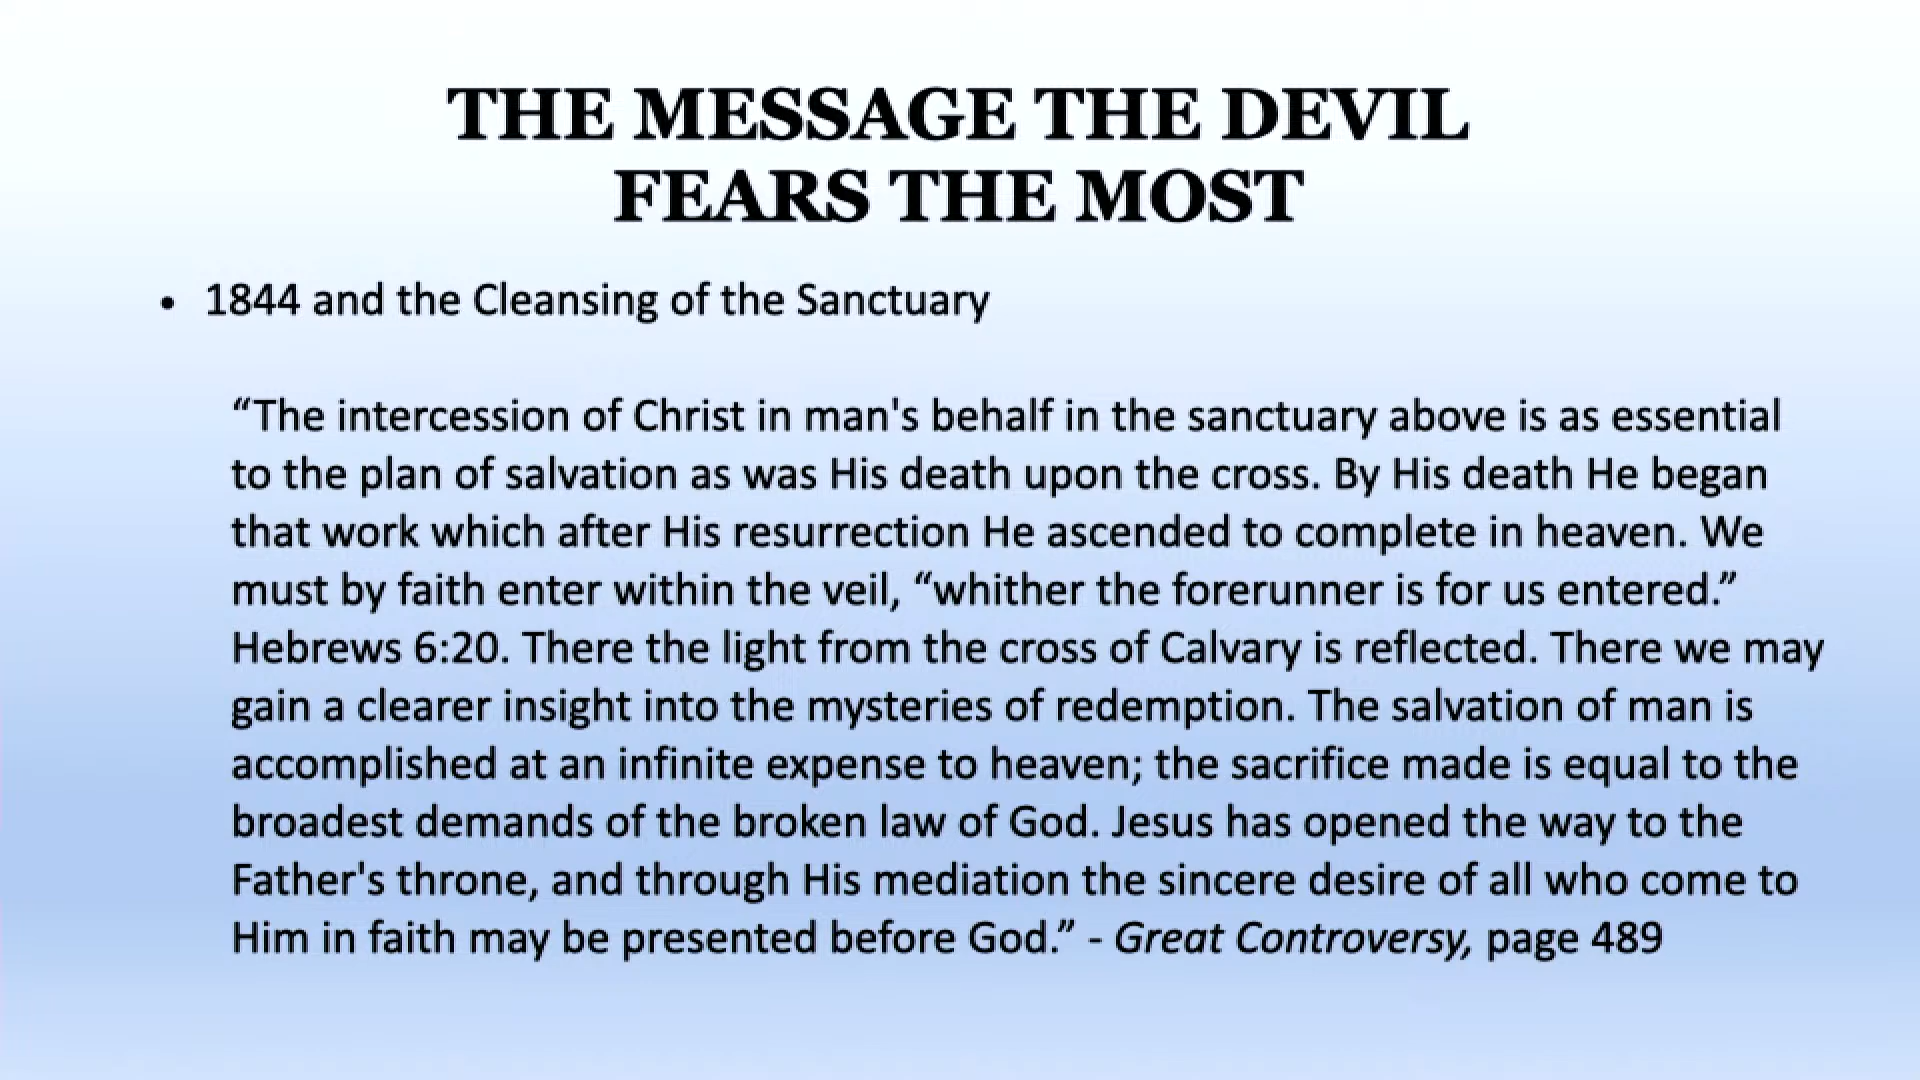 THE MESSAGE THE DEVIL
FEARS THE MOST
• 1844 and the Cleansing of the Sanctuary
“The intercession of Christ in man's behalf in the sanctuary above is as essential
to the plan of salvation as was His death upon the cross. By His death He began
that work which after His resurrection He ascended to complete in heaven. We
must by faith enter within the veil, “whither the forerunner is for us entered.”
Hebrews 6:20. There the light from the cross of Calvary is reflected. There we may
gain a clearer insight into the mysteries of redemption. The salvation of man is
accomplished at an infinite expense to heaven; the sacrifice made is equal to the
broadest demands of the broken law of God. Jesus has opened the way to the
Father's throne, and through His mediation the sincere desire of all who come to
Him in faith may be presented before God.” - Great Controversy, page 489